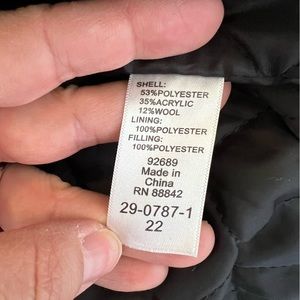 SHELL:
53%POLYESTER
35%ACRYLIC
12%WOOL
LINING:
100%POLYESTER
FILLING:
100%POLYESTER
92689
Made in
China
RN 88842
29-0787-1
22